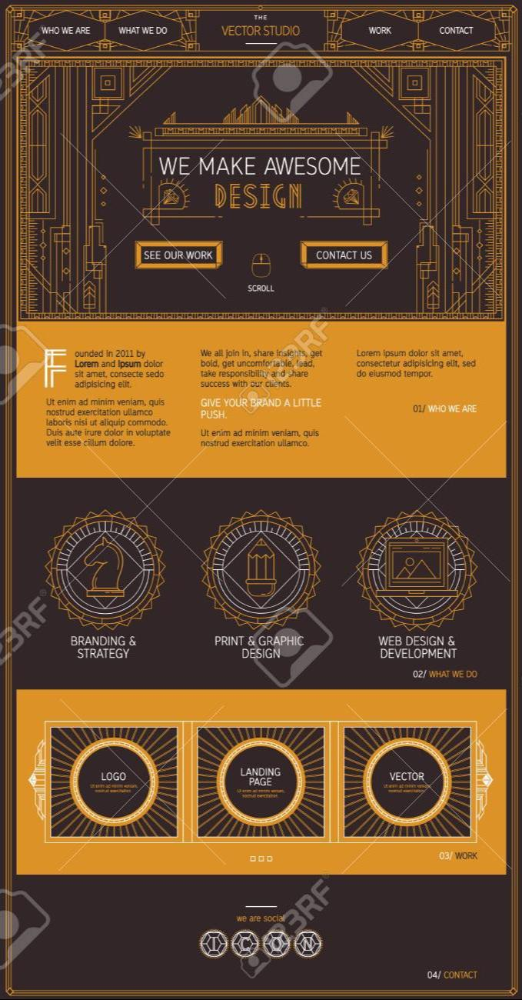 WHO WE ARE
WHAT WE DO
THE
VECTOR STUDIO
WORK
CONTACT
WE MAKE AWESOME
DESIGN
SEE OUR WORK
CONTACT US
SCROLL
Founded in 2011 by
Lorem and Ipsum dolor
sit amet, consecte sedo
adipisicing elit.
Ut enim ad minim veniam, quis
nostrud exercitation ullamco
laboris nisi ut aliquip commodo.
Duis aute irure dolor in voluptate
velit esse cillum dolore.
We all join in, share insights, get
bold, get uncomfortable, lead,
take responsibility and share
success with our clients.
GIVE YOUR BRAND A LITTLE
PUSH.
Ut enim ad minim veniam, quis
nostrud exercitation ullamco.
Lorem ipsum dolor sit amet,
consectetur adipisicing elit, sed
do eiusmod tempor.
01/ WHO WE ARE
BRANDING &
STRATEGY
PRINT & GRAPHIC
DESIGN
WEB DESIGN &
DEVELOPMENT
02/ WHAT WE DO
LOGO
Ut enim ad minim veniam,
nostrud exercitation
LANDING
PAGE
Ut enim ad minim veniam,
nostrud exercitation
VECTOR
Ut enim ad minim veniam,
nostrud exercitation
03/ WORK
we are social
ICON
04/ CONTACT
123RF